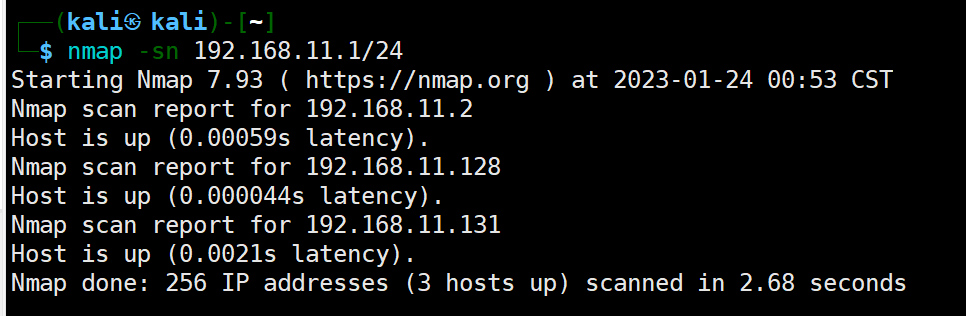 ┌──(kali㉿kali)-[~]
└─$ nmap -sn 192.168.11.1/24
Starting Nmap 7.93 ( https://nmap.org ) at 2023-01-24 00:53 CST
Nmap scan report for 192.168.11.2
Host is up (0.00059s latency).
Nmap scan report for 192.168.11.128
Host is up (0.000044s latency).
Nmap scan report for 192.168.11.131
Host is up (0.0021s latency).
Nmap done: 256 IP addresses (3 hosts up) scanned in 2.68 seconds